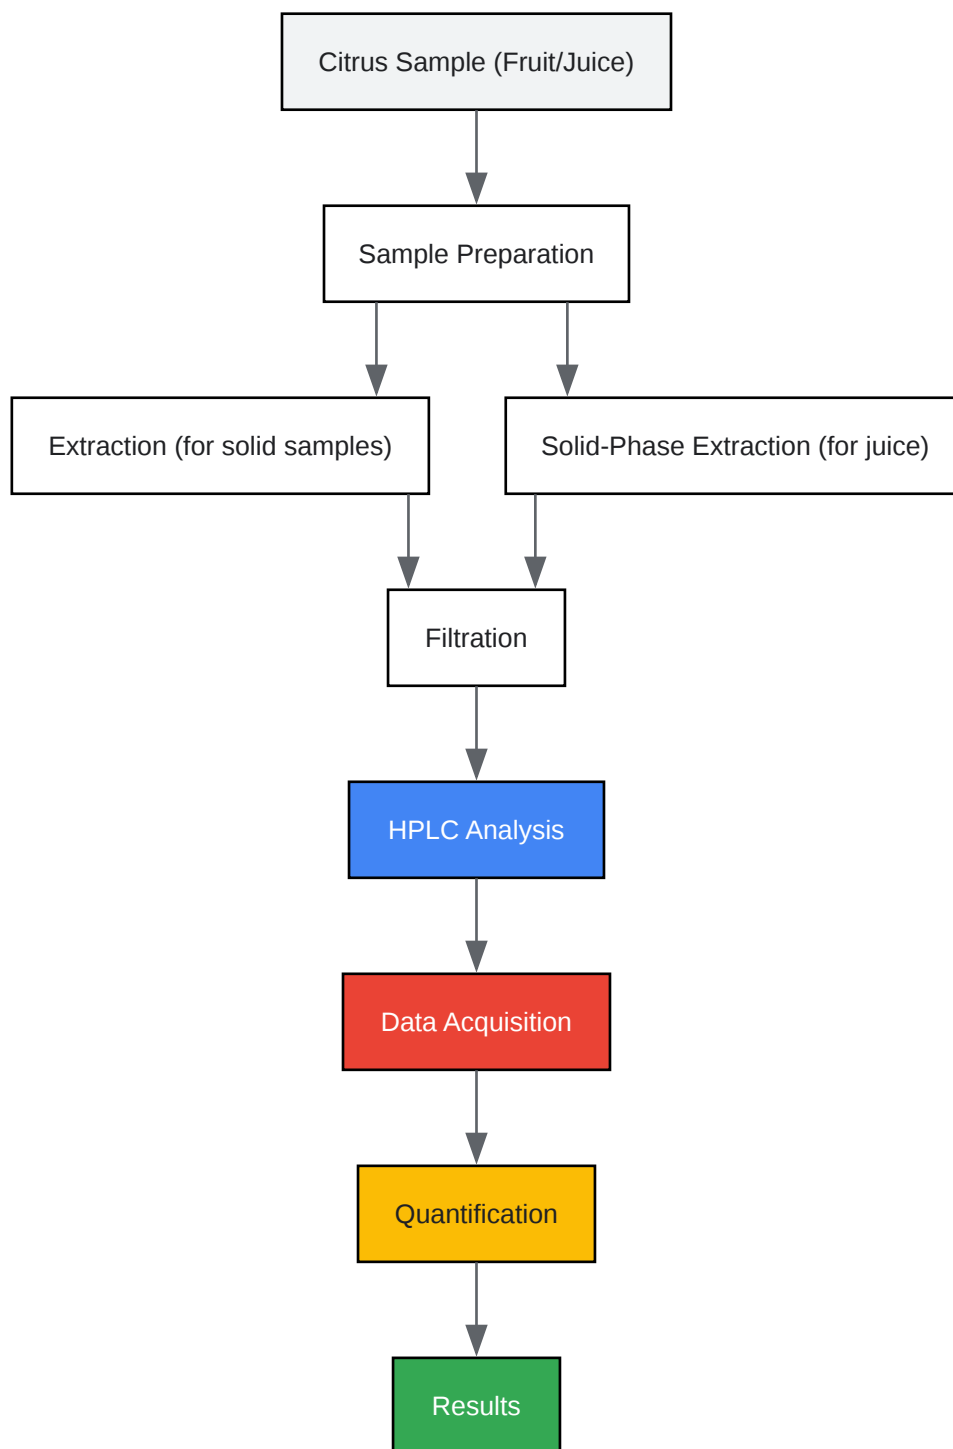 Citrus Sample (Fruit/Juice)
Sample Preparation
Extraction (for solid samples)
Solid-Phase Extraction (for juice)
Filtration
HPLC Analysis
Data Acquisition
Quantification
Results